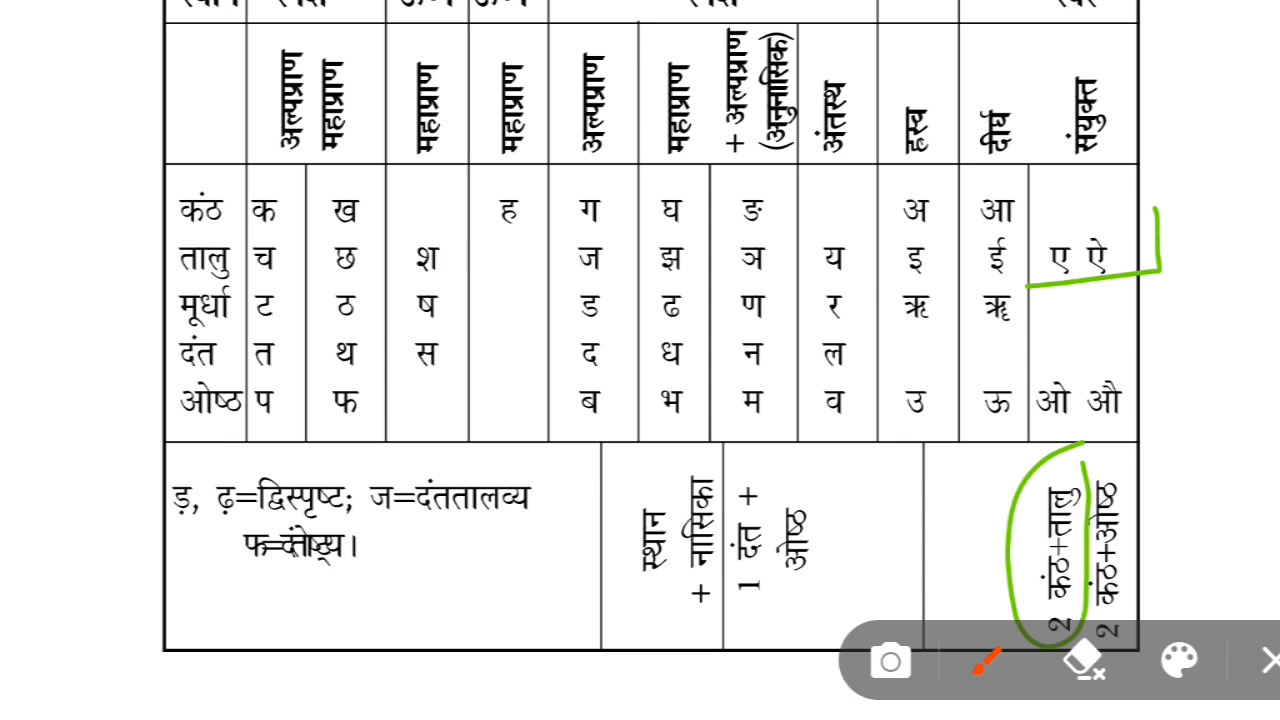 अल्पप्राण महाप्राण महाप्राण महाप्राण अल्पप्राण महाप्राण + अल्पप्राण (अनुनासिक) अंतस्थ ह्रस्व दीर्घ संयुक्त
कंठ क ख ह ग घ ङ अ आ
तालु च छ श ज झ ञ य इ ई ए ऐ
मूर्धा ट ठ ष ड ढ ण र ऋ ॠ
दंत त थ स द ध न ल
ओष्ठ प फ ब भ म व उ ऊ ओ औ
ड़, ढ़=द्विस्पृष्ट; ज=दंततालव्य
स्थान
+ नासिका
1 दंत +
ओष्ठ
2 कंठ+तालु
2 कंठ+ओष्ठ